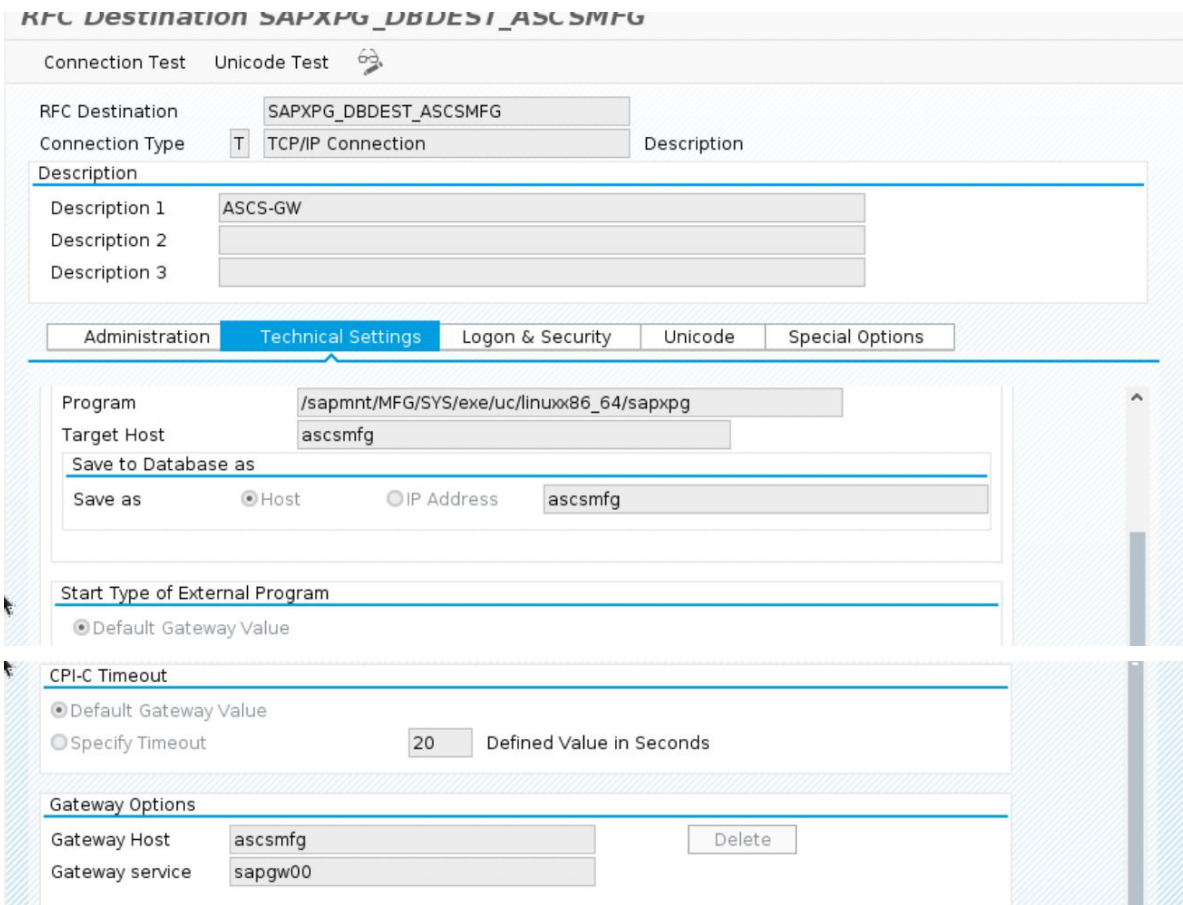 RFC Destination SAPXPG_DBDEST_ASCSMFG
Connection Test Unicode Test
RFC Destination SAPXPG_DBDEST_ASCSMFG
Connection Type T TCP/IP Connection Description
Description
Description 1 ASCS-GW
Description 2
Description 3
Administration Technical Settings Logon & Security Unicode Special Options
Program /sapmnt/MFG/SYS/exe/uc/linuxx86_64/sapxpg
Target Host ascsmfg
Save to Database as
Save as Host IP Address ascsmfg
Start Type of External Program
Default Gateway Value
CPI-C Timeout
Default Gateway Value
Specify Timeout 20 Defined Value in Seconds
Gateway Options
Gateway Host ascsmfg Delete
Gateway service sapgw00